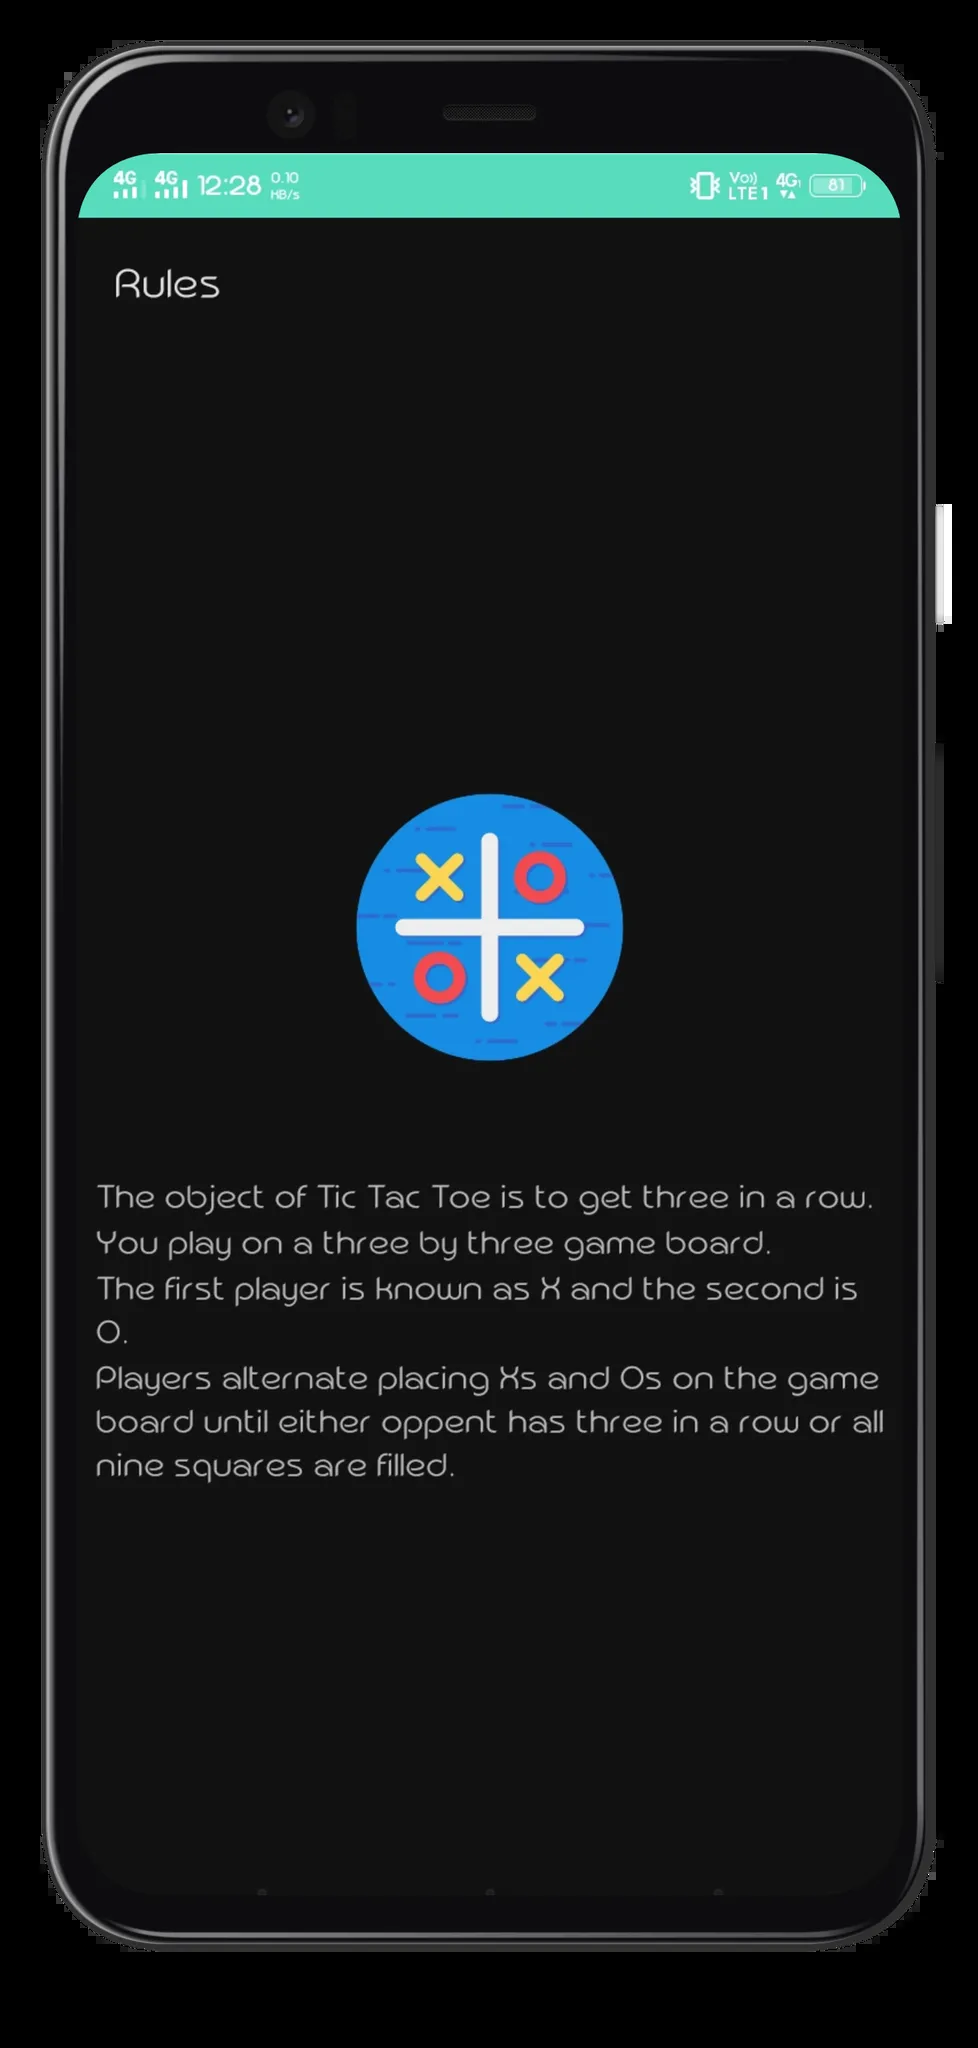 4G 4G 12:28 0.10
Vo)) 4G 81
LTE 1
Rules
The object of Tic Tac Toe is to get three in a row.
You play on a three by three game board.
The first player is known as X and the second is
O.
Players alternate placing Xs and Os on the game
board until either oppent has three in a row or all
nine squares are filled.